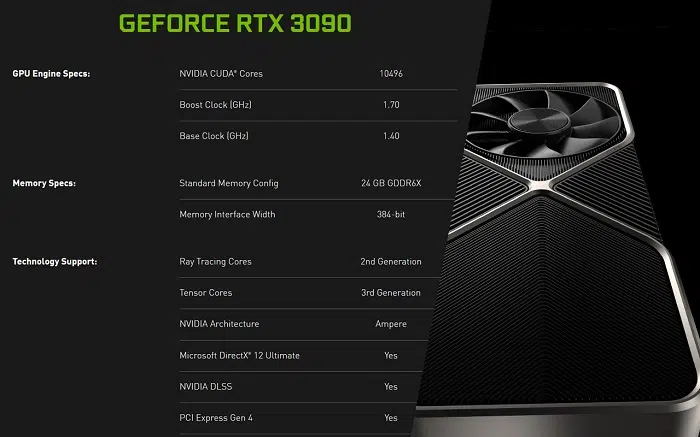 GEFORCE RTX 3090
GPU Engine Specs: NVIDIA CUDA® Cores 10496
Boost Clock (GHz) 1.70
Base Clock (GHz) 1.40
Memory Specs: Standard Memory Config 24 GB GDDR6X
Memory Interface Width 384-bit
Technology Support: Ray Tracing Cores 2nd Generation
Tensor Cores 3rd Generation
NVIDIA Architecture Ampere
Microsoft DirectX® 12 Ultimate Yes
NVIDIA DLSS Yes
PCI Express Gen 4 Yes